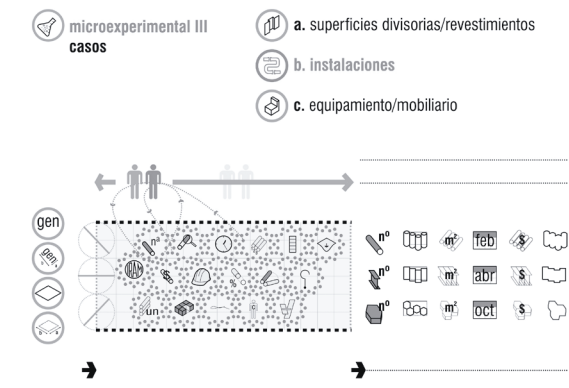 microexperimental III
casos
a. superficies divisorias/revestimientos
b. instalaciones
c. equipamiento/mobiliario
gen
gen.
nº
IRAM
$
%
un
nº m² feb $
nº m² abr $
nº m² oct $